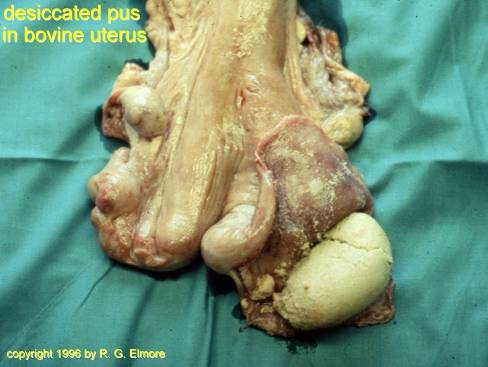 desiccated pus
in bovine uterus
copyright 1996 by R. G. Elmore